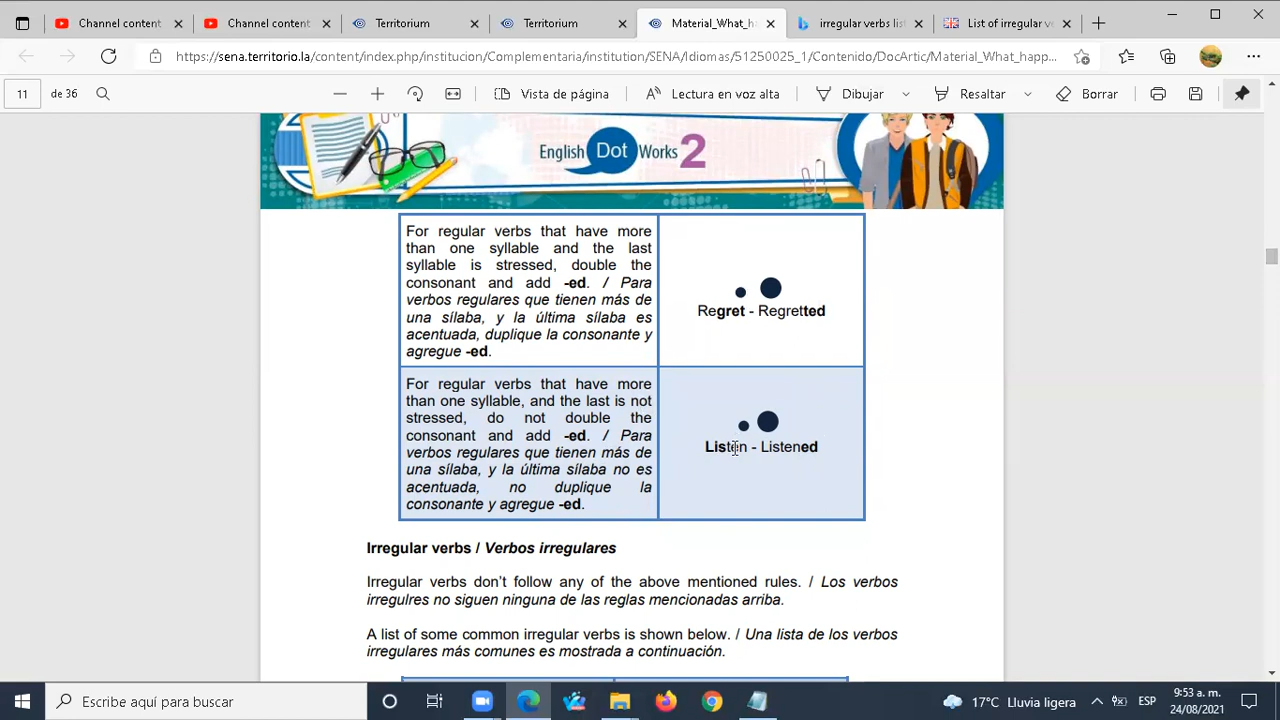 Channel content
Channel content
Territorium
Territorium
Material_What_ha
irregular verbs list
List of irregular ve
https://sena.territorio.la/content/index.php/institucion/Complementaria/institution/SENA/Idiomas/51250025_1/Contenido/DocArtic/Material_What_happ...
11 de 36
Vista de página
Lectura en voz alta
Dibujar
Resaltar
Borrar
English Dot Works 2
For regular verbs that have more
than one syllable and the last
syllable is stressed, double the
consonant and add -ed. / Para
verbos regulares que tienen más de
una sílaba, y la última sílaba es
acentuada, duplique la consonante y
agregue -ed.
Regret - Regretted
For regular verbs that have more
than one syllable, and the last is not
stressed, do not double the
consonant and add -ed. / Para
verbos regulares que tienen más de
una sílaba, y la última sílaba no es
acentuada, no duplique la
consonante y agregue -ed.
Listen - Listened
Irregular verbs / Verbos irregulares
Irregular verbs don't follow any of the above mentioned rules. / Los verbos
irregulres no siguen ninguna de las reglas mencionadas arriba.
A list of some common irregular verbs is shown below. / Una lista de los verbos
irregulares más comunes es mostrada a continuación.
Escribe aquí para buscar
17°C Lluvia ligera
ESP
9:53 a. m.
24/08/2021